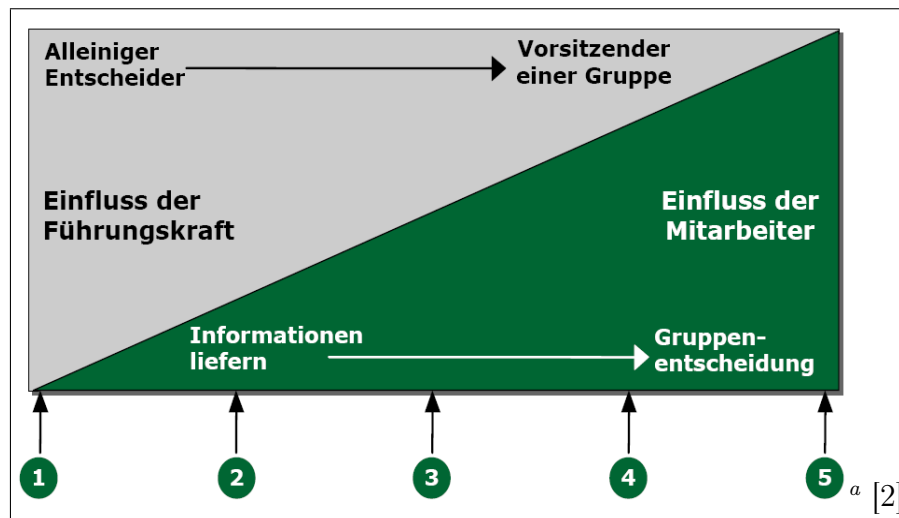 Alleiniger
Entscheider
Vorsitzender
einer Gruppe
Einfluss der
Führungskraft
Einfluss der
Mitarbeiter
Informationen
liefern
Gruppen-
entscheidung
1 2 3 4 5
a [2]